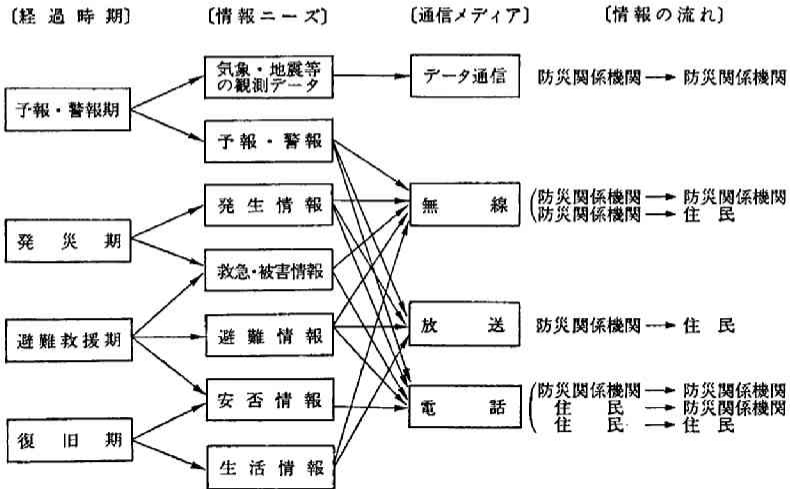 〔経過時期〕 〔情報ニーズ〕 〔通信メディア〕 〔情報の流れ〕
予報・警報期
気象・地震等
の観測データ
データ通信
防災関係機関 → 防災関係機関
予報・警報
発災期
発生情報
無線
防災関係機関 → 防災関係機関
防災関係機関 → 住民
救急・被害情報
避難救援期
避難情報
放送
防災関係機関 → 住民
安否情報
電話
防災関係機関 → 防災関係機関
住民 → 防災関係機関
住民 → 住民
復旧期
生活情報